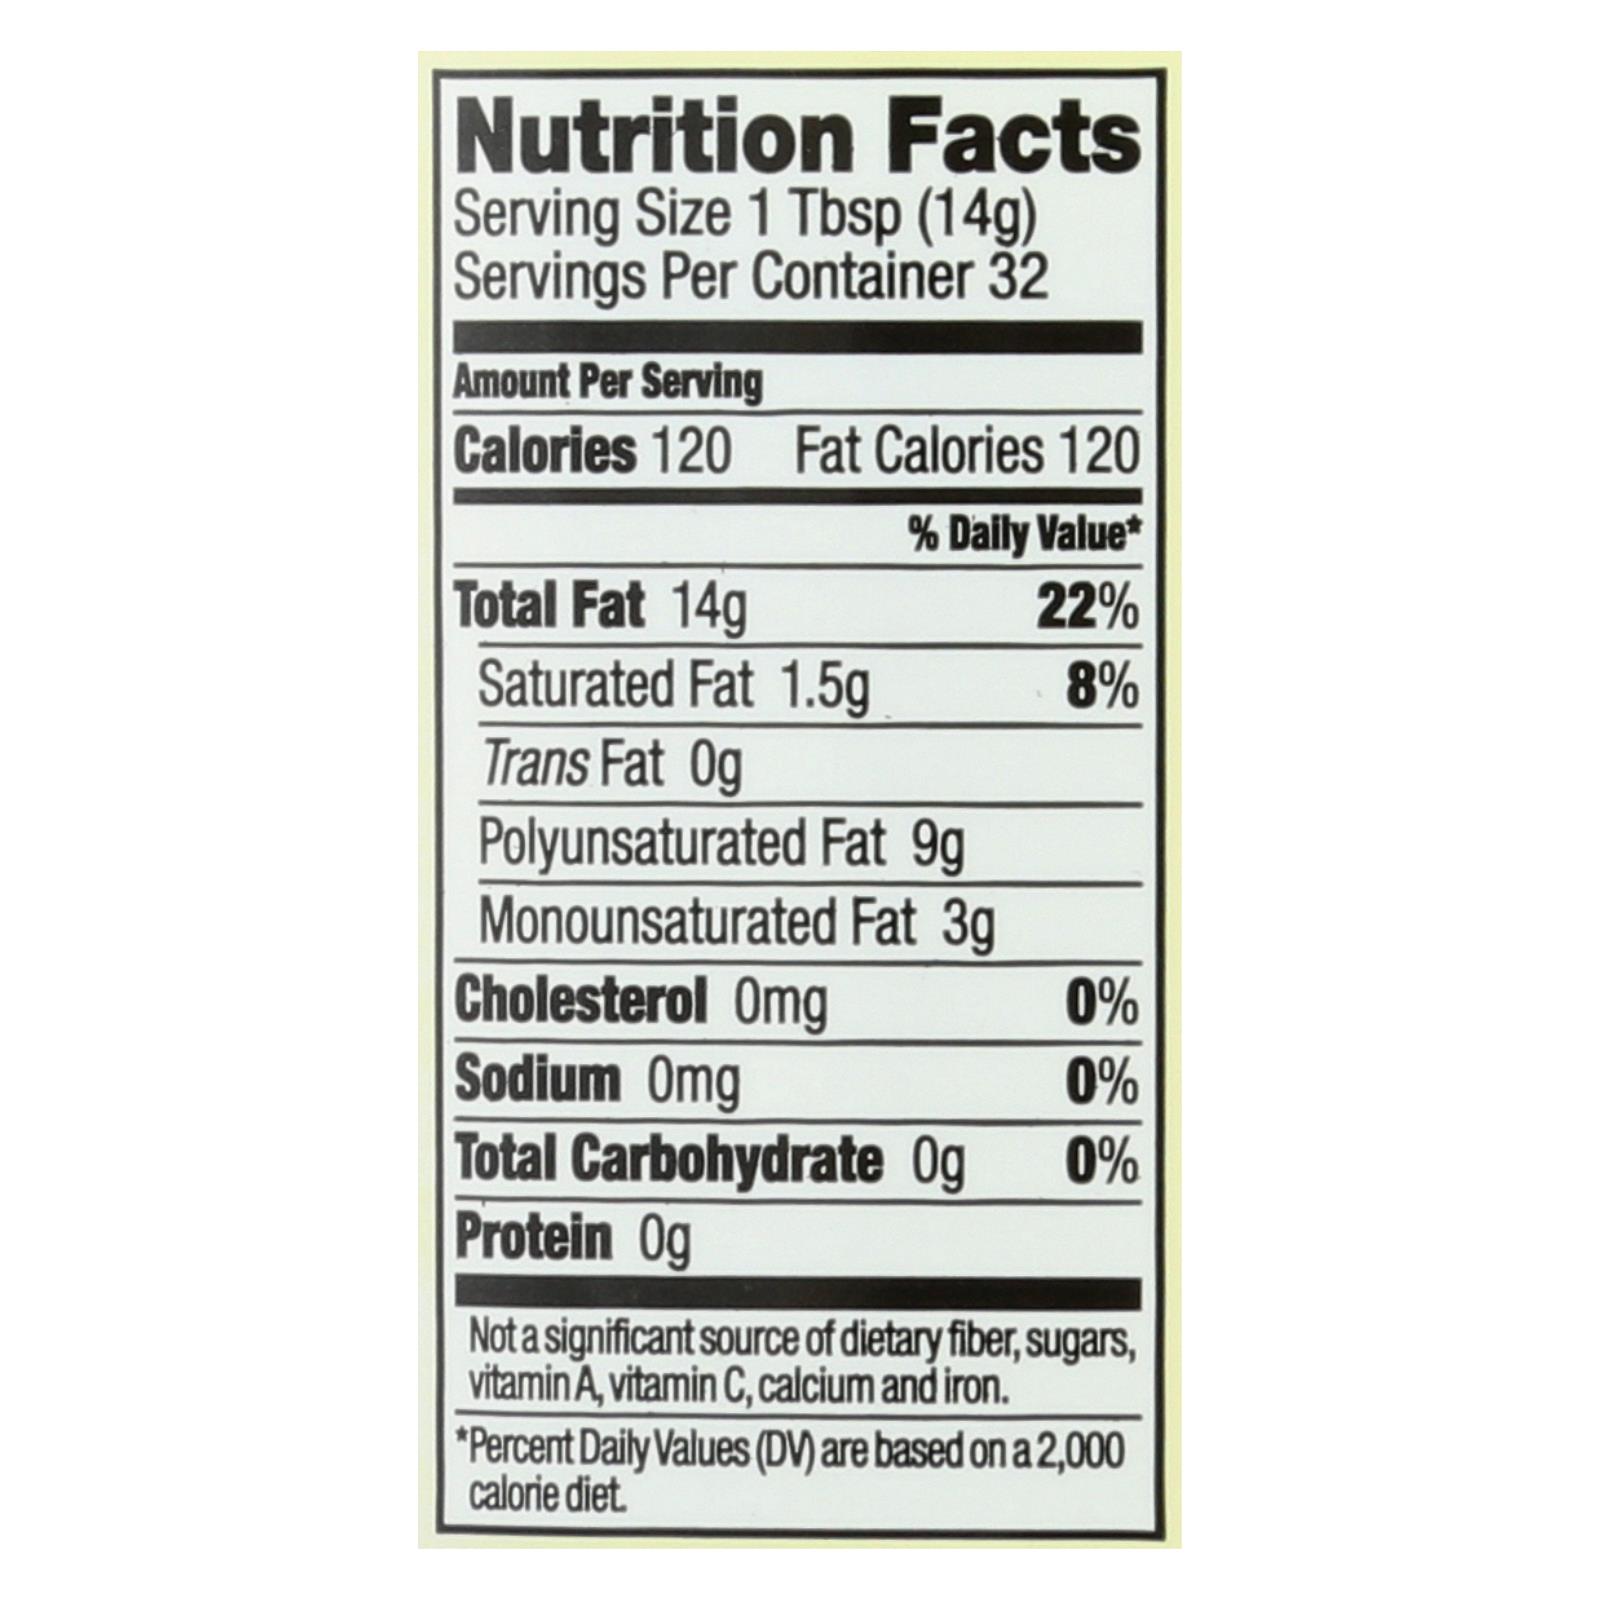 Nutrition Facts
Serving Size 1 Tbsp (14g)
Servings Per Container 32
Amount Per Serving
Calories 120 Fat Calories 120
% Daily Value*
Total Fat 14g 22%
Saturated Fat 1.5g 8%
Trans Fat 0g
Polyunsaturated Fat 9g
Monounsaturated Fat 3g
Cholesterol 0mg 0%
Sodium 0mg 0%
Total Carbohydrate 0g 0%
Protein 0g
Not a significant source of dietary fiber, sugars,
vitamin A, vitamin C, calcium and iron.
*Percent Daily Values (DV) are based on a 2,000
calorie diet.